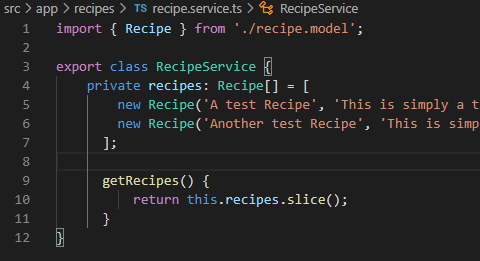 src > app > recipes > TS recipe.service.ts > RecipeService
1 import { Recipe } from './recipe.model';
2
3 export class RecipeService {
4 private recipes: Recipe[] = [
5 new Recipe('A test Recipe', 'This is simply a t
6 new Recipe('Another test Recipe', 'This is simp
7 ];
8
9 getRecipes() {
10 return this.recipes.slice();
11 }
12 }